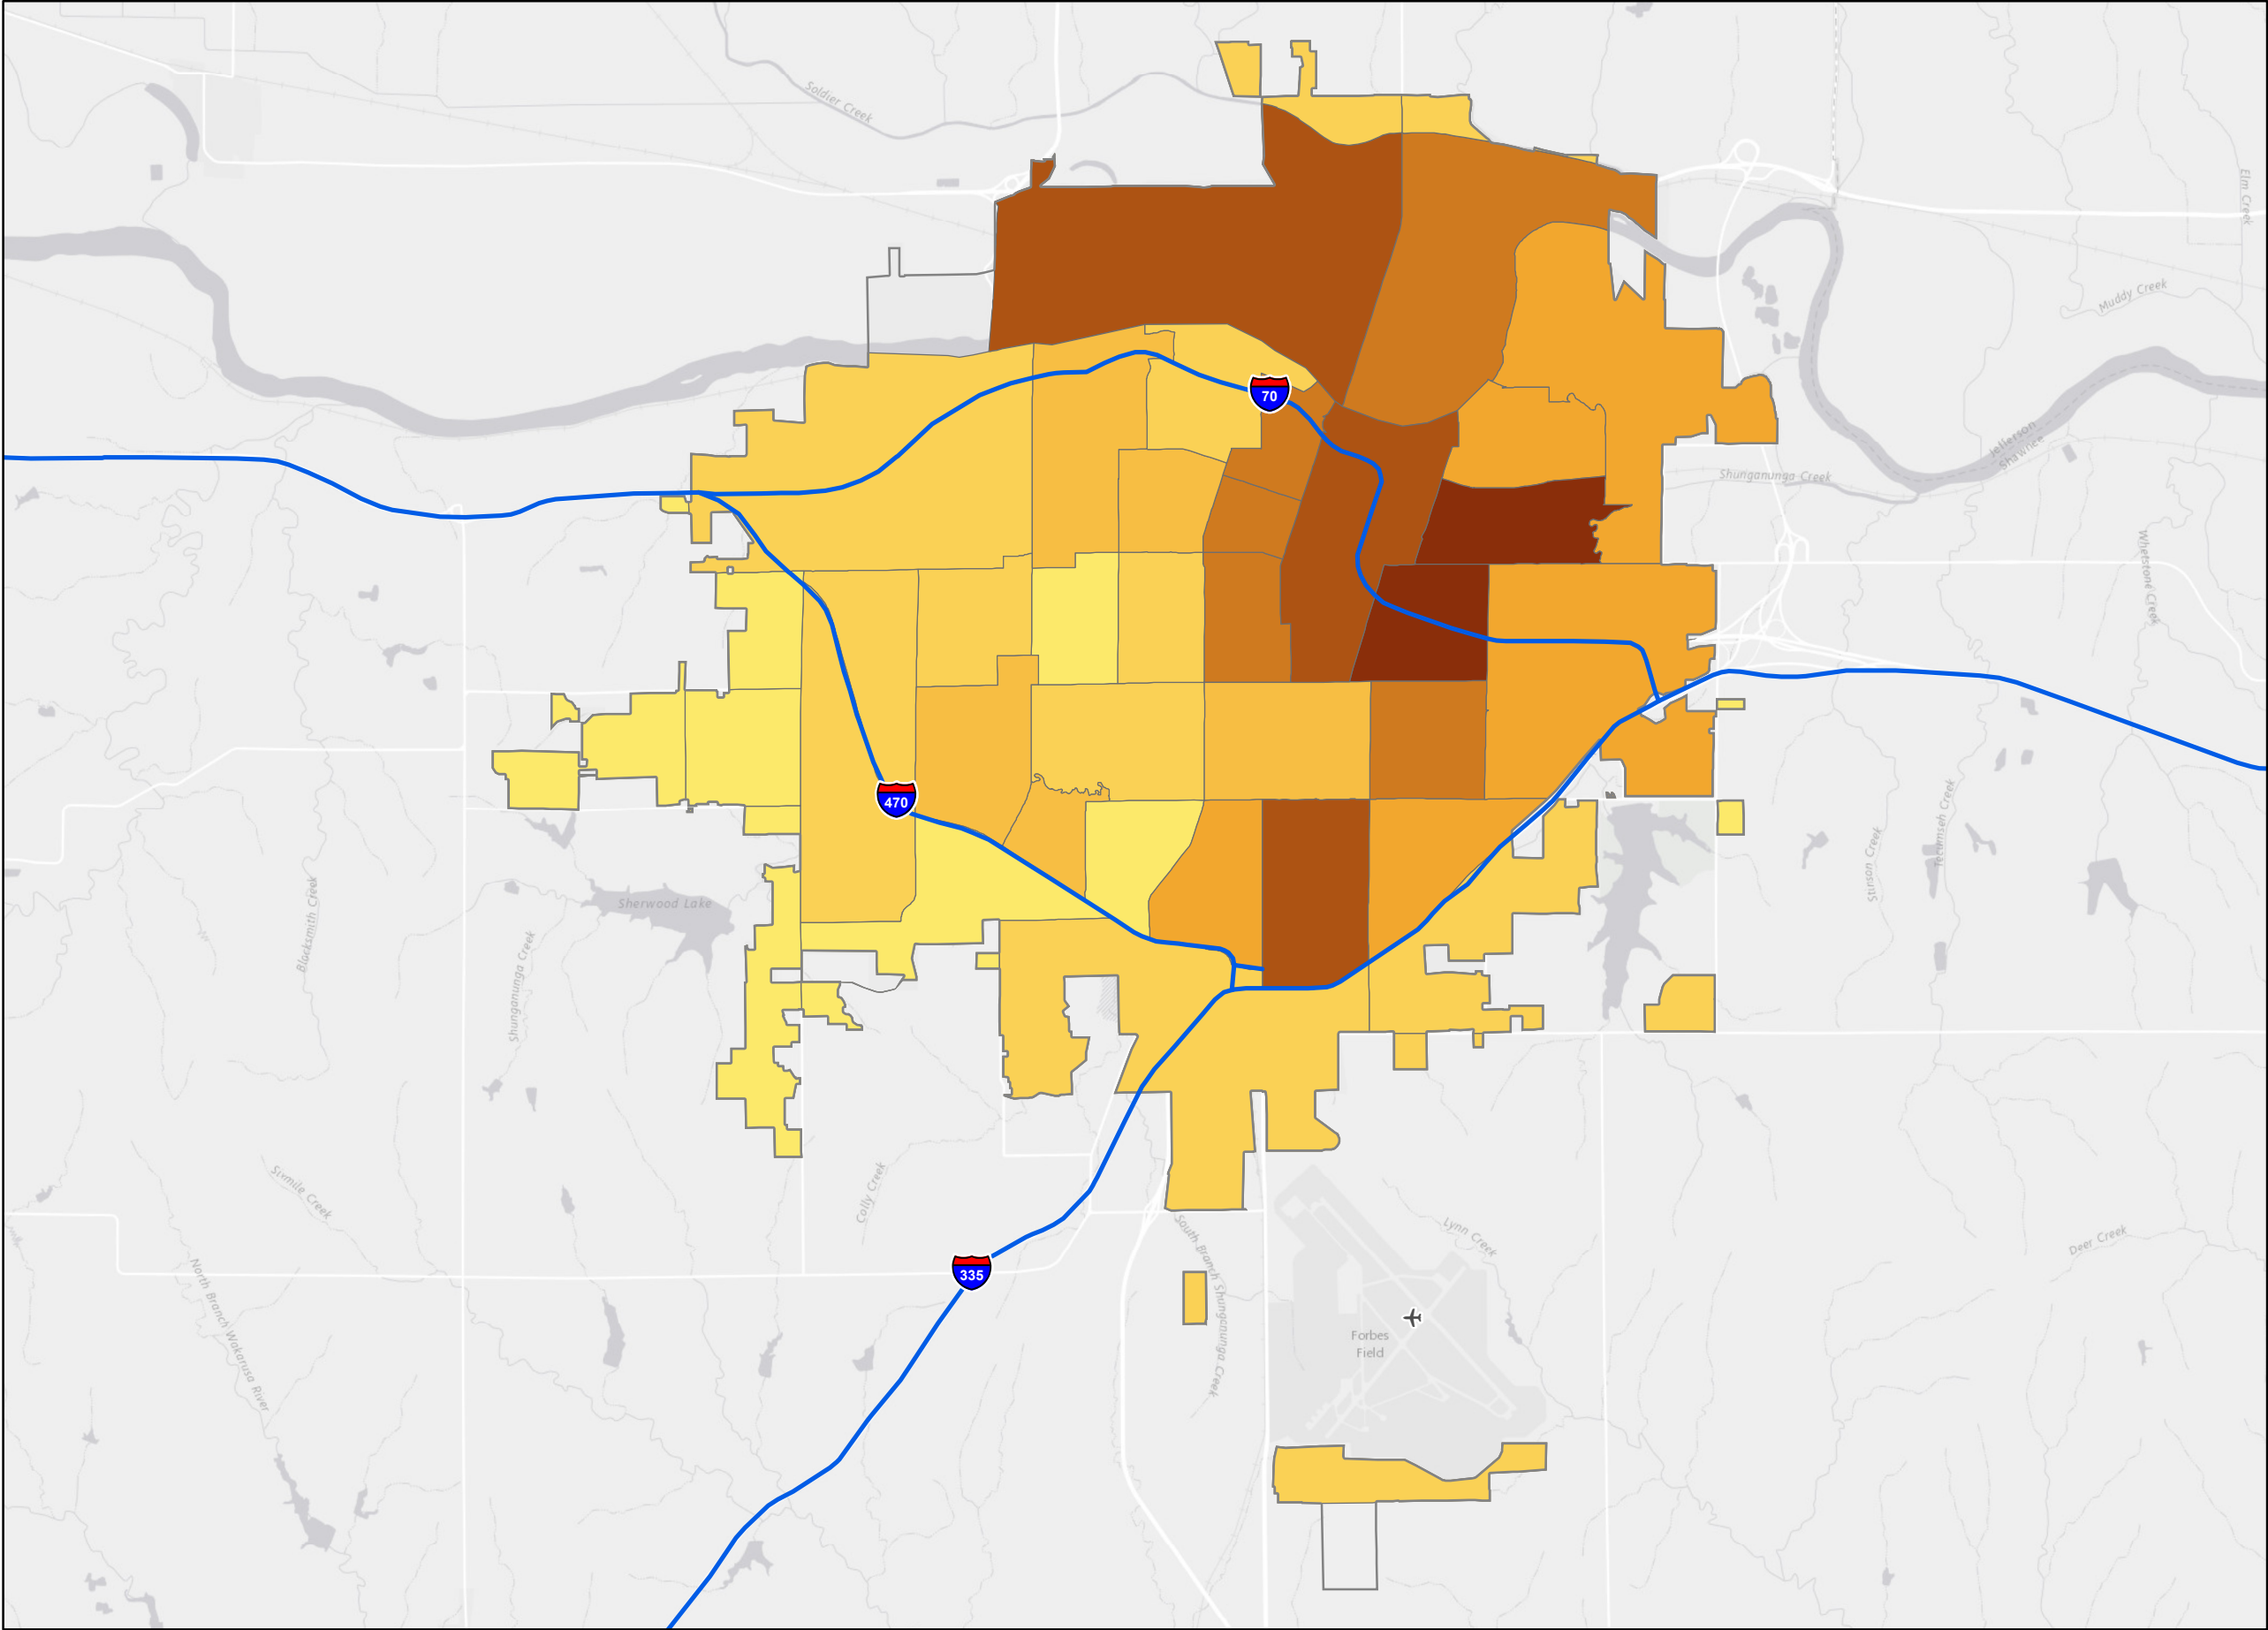 Soldier Creek
Elm Creek
Muddy Creek
70
Jefferson
Shawnee
Shunganunga Creek
Whetstone Creek
470
Sherwood Lake
Blacksmith Creek
Shunganunga Creek
Stinson Creek
Tecumseh Creek
Sixmile Creek
Colly Creek
South Branch Shunganunga Creek
Lynn Creek
Deer Creek
North Branch Wakarusa River
335
Forbes
Field